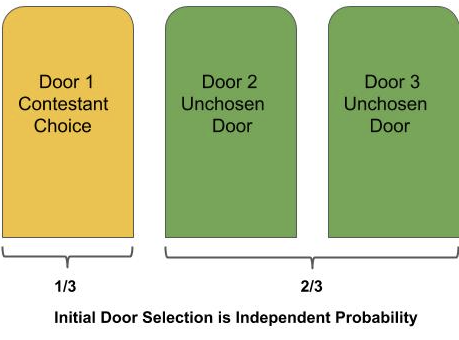 Door 1
Contestant
Choice
Door 2
Unchosen
Door
Door 3
Unchosen
Door
1/3
2/3
Initial Door Selection is Independent Probability